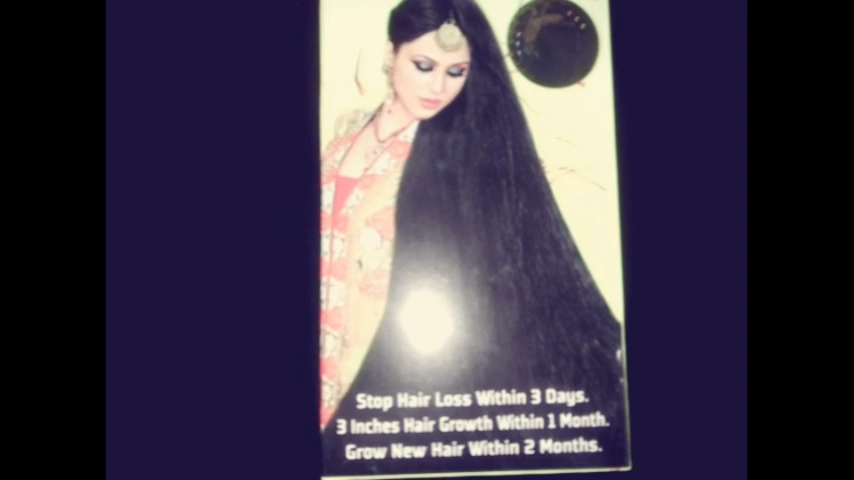 Stop Hair Loss Within 3 Days.
3 Inches Hair Growth Within 1 Month.
Grow New Hair Within 2 Months.